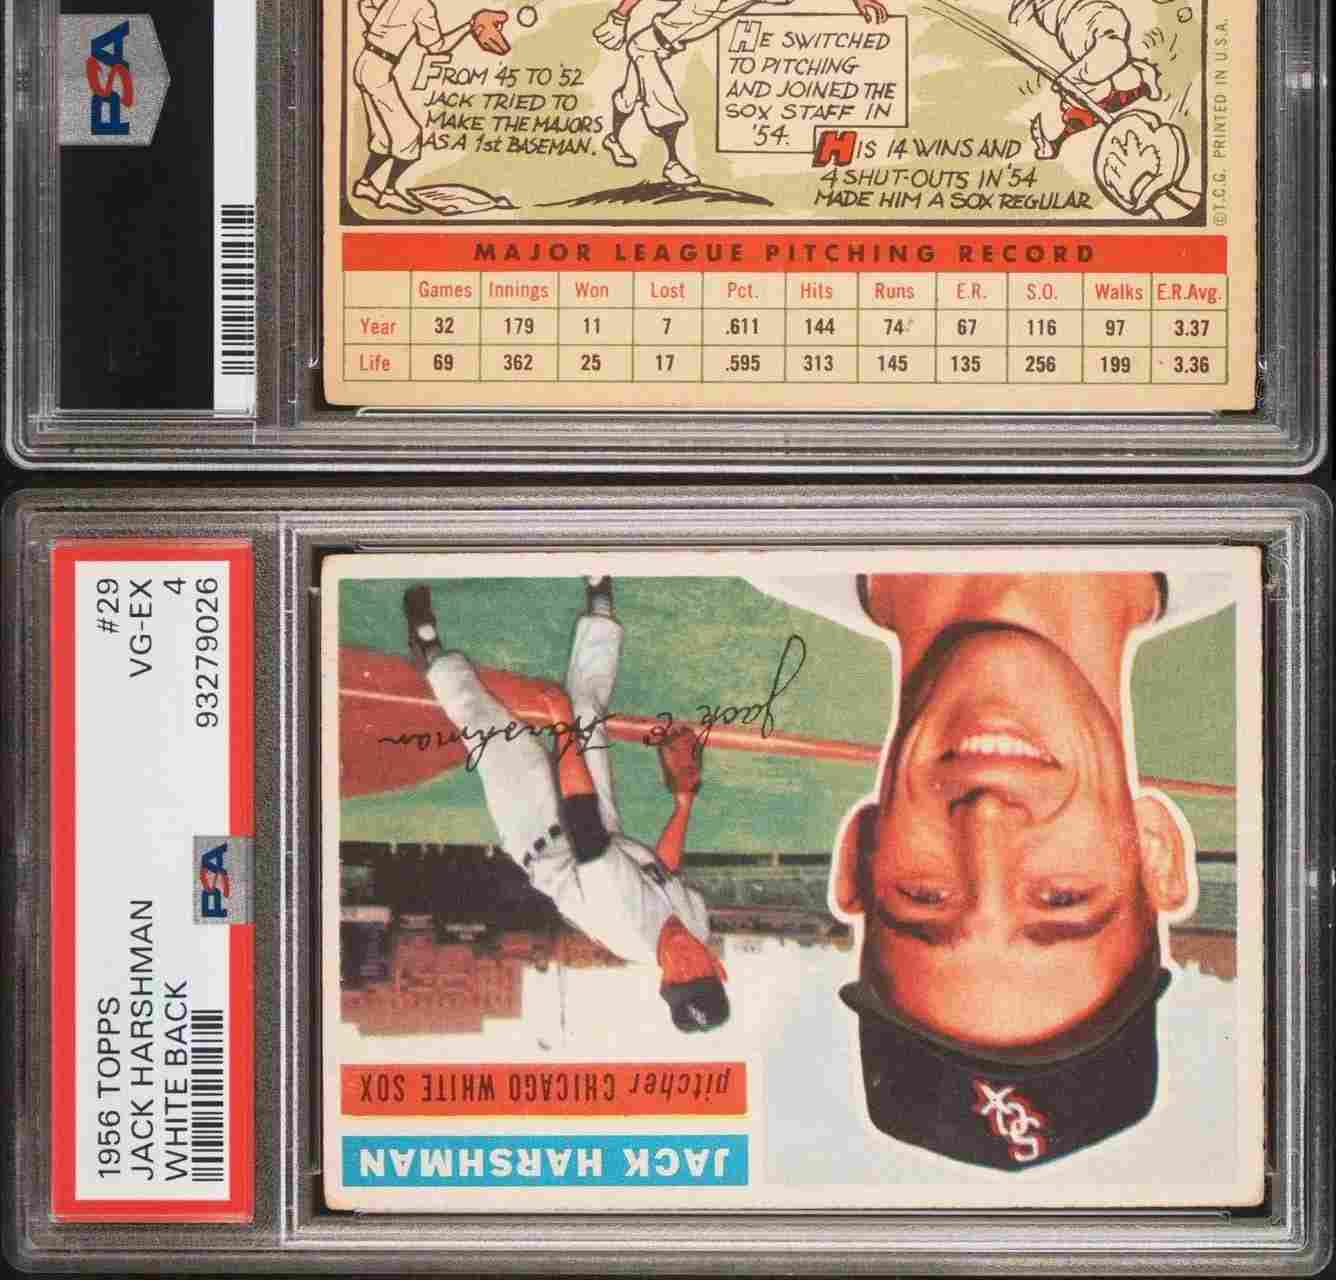 PSA
FROM '45 TO '52
JACK TRIED TO
MAKE THE MAJORS
AS A 1st BASEMAN.
HE SWITCHED
TO PITCHING
AND JOINED THE
SOX STAFF IN
'54.
HIS 14 WINS AND
4 SHUT-OUTS IN '54
MADE HIM A SOX REGULAR
©T.C.G. PRINTED IN U.S.A.
MAJOR LEAGUE PITCHING RECORD
Games Innings Won Lost Pct. Hits Runs E.R. S.O. Walks E.R.Avg.
Year 32 179 11 7 .611 144 74 67 116 97 3.37
Life 69 362 25 17 .595 313 145 135 256 199 3.36
1956 TOPPS #29
JACK HARSHMAN VG-EX
WHITE BACK 4
93279026
PSA
Jack E Harshman
SOX
JACK HARSHMAN
pitcher CHICAGO WHITE SOX